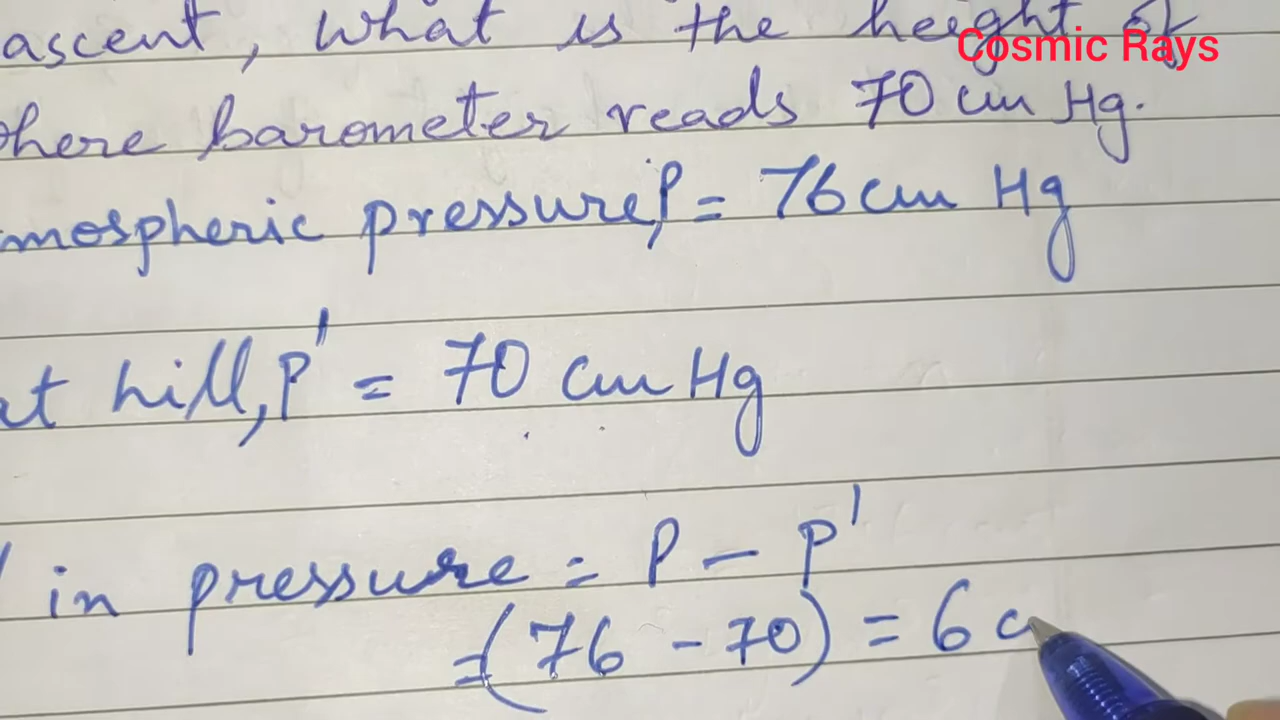 ascent, what is the height of
Cosmic Rays
where barometer reads 70 cm Hg.
mospheric pressure, P = 76 cm Hg
at hill, P' = 70 cm Hg
in pressure = P - P'
= (76 - 70) = 6 c